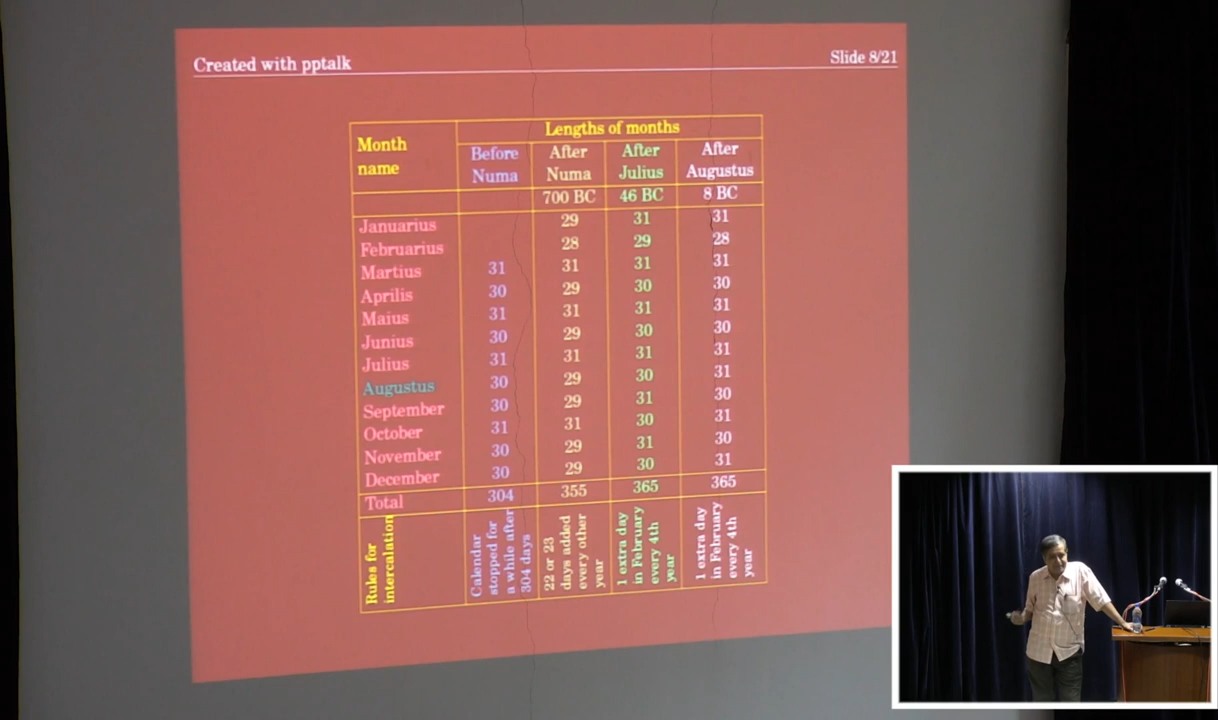 Created with pptalk
Slide 8/21
Month name
Lengths of months
Before Numa
After Numa
After Julius
After Augustus
700 BC 46 BC 8 BC
Januarius 29 31 31
Februarius 28 29 28
Martius 31 31 31 31
Aprilis 30 29 30 30
Maius 31 31 31 31
Junius 30 29 30 30
Julius 31 31 31 31
Augustus 30 29 30 31
September 30 29 31 30
October 31 31 30 31
November 30 29 31 30
December 30 29 30 31
Total 304 355 365 365
Rules for
intercalation
Calendar
stopped for
a while after
304 days
22 or 23
days added
every other
year
1 extra day
in February
every 4th
year
1 extra day
in February
every 4th
year